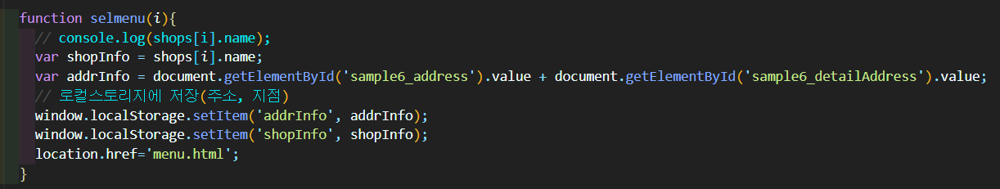 function selmenu(i){
// console.log(shops[i].name);
var shopInfo = shops[i].name;
var addrInfo = document.getElementById('sample6_address').value + document.getElementById('sample6_detailAddress').value;
// 로컬스토리지에 저장(주소, 지점)
window.localStorage.setItem('addrInfo', addrInfo);
window.localStorage.setItem('shopInfo', shopInfo);
location.href='menu.html';
}